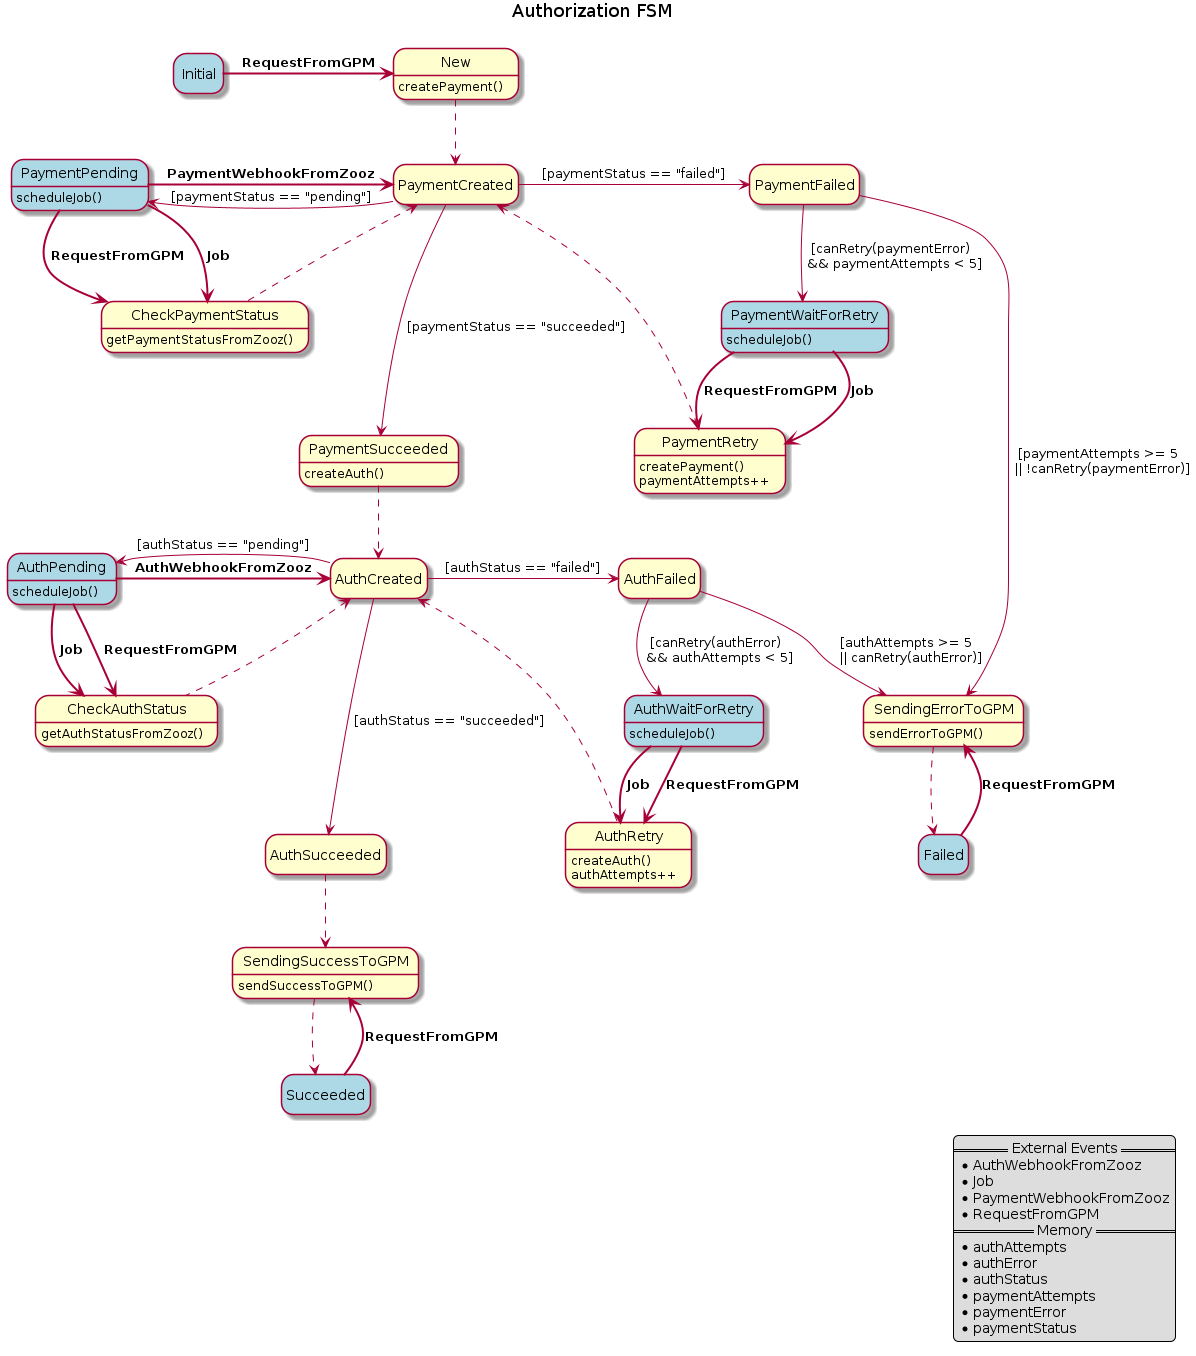 Authorization FSM
Initial
RequestFromGPM
New
createPayment()
PaymentPending
scheduleJob()
PaymentWebhookFromZooz
[paymentStatus == "pending"]
PaymentCreated
[paymentStatus == "failed"]
PaymentFailed
RequestFromGPM
Job
[canRetry(paymentError)
&& paymentAttempts < 5]
CheckPaymentStatus
getPaymentStatusFromZooz()
[paymentStatus == "succeeded"]
PaymentWaitForRetry
scheduleJob()
RequestFromGPM
Job
PaymentSucceeded
createAuth()
PaymentRetry
createPayment()
paymentAttempts++
[paymentAttempts >= 5
|| !canRetry(paymentError)]
[authStatus == "pending"]
AuthPending
scheduleJob()
AuthWebhookFromZooz
AuthCreated
[authStatus == "failed"]
AuthFailed
Job
RequestFromGPM
[canRetry(authError)
&& authAttempts < 5]
[authAttempts >= 5
|| canRetry(authError)]
CheckAuthStatus
getAuthStatusFromZooz()
[authStatus == "succeeded"]
AuthWaitForRetry
scheduleJob()
SendingErrorToGPM
sendErrorToGPM()
Job
RequestFromGPM
RequestFromGPM
AuthSucceeded
AuthRetry
createAuth()
authAttempts++
Failed
SendingSuccessToGPM
sendSuccessToGPM()
RequestFromGPM
Succeeded
External Events
• AuthWebhookFromZooz
• Job
• PaymentWebhookFromZooz
• RequestFromGPM
Memory
• authAttempts
• authError
• authStatus
• paymentAttempts
• paymentError
• paymentStatus